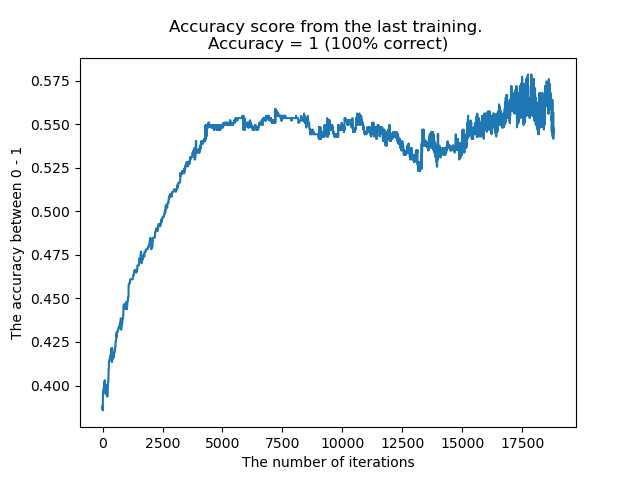 Accuracy score from the last training.
Accuracy = 1 (100% correct)
0.575
0.550
0.525
0.500
0.475
0.450
0.425
0.400
The accuracy between 0 - 1
0 2500 5000 7500 10000 12500 15000 17500
The number of iterations